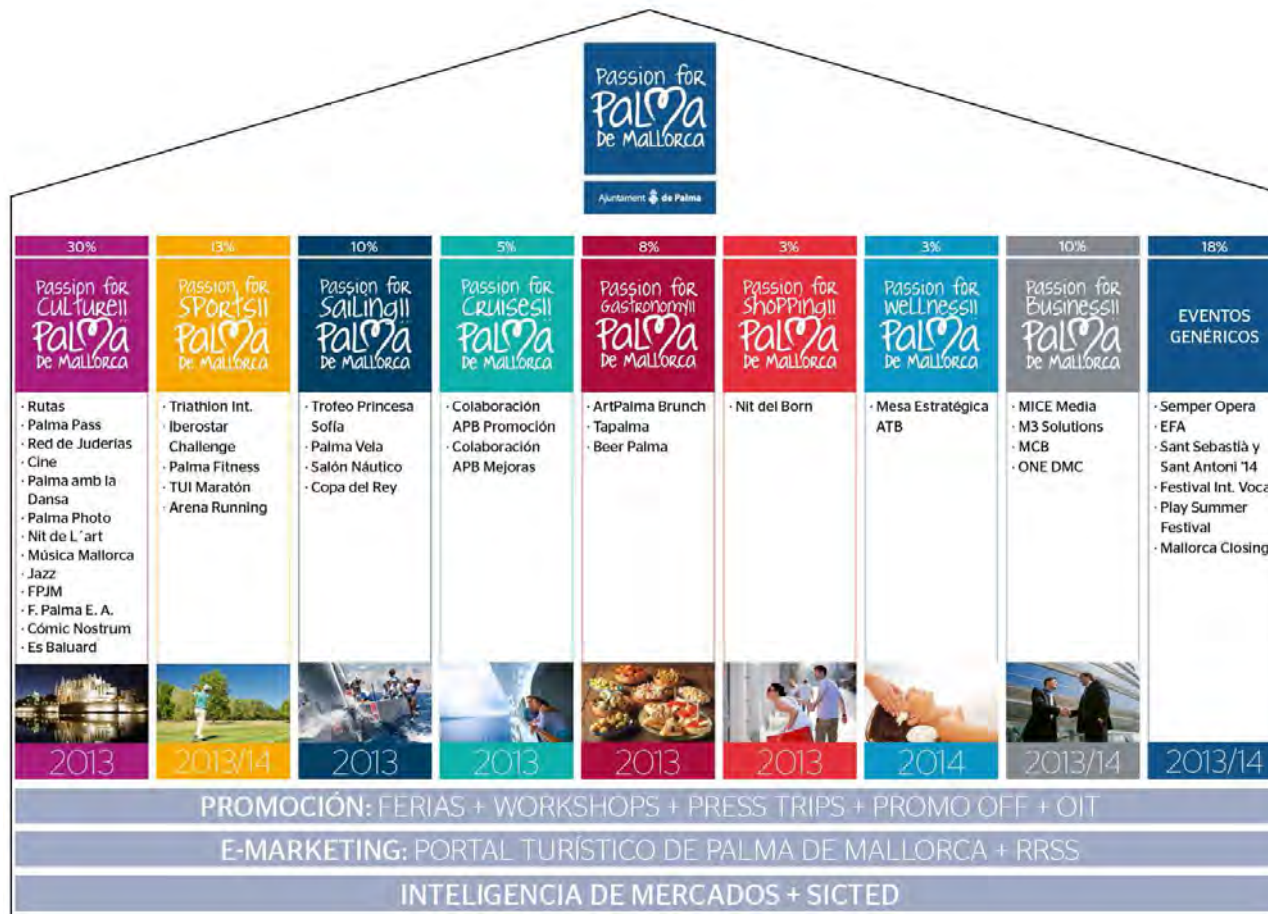 Passion for
Palma
de Mallorca
Ajuntament de Palma
30%
Passion for
Culture!!
Palma
de Mallorca
· Rutas
· Palma Pass
· Red de Juderías
· Cine
· Palma amb la
Dansa
· Palma Photo
· Nit de L´art
· Música Mallorca
· Jazz
· FPJM
· F. Palma E. A.
· Cómic Nostrum
· Es Baluard
2013
13%
Passion for
Sports!!
Palma
de Mallorca
· Triathlon Int.
· Iberostar
Challenge
· Palma Fitness
· TUI Maratón
· Arena Running
2013/14
10%
Passion for
Sailing!!
Palma
de Mallorca
· Trofeo Princesa
Sofía
· Palma Vela
· Salón Náutico
· Copa del Rey
2013
5%
Passion for
Cruises!!
Palma
de Mallorca
· Colaboración
APB Promoción
· Colaboración
APB Mejoras
2013
8%
Passion for
Gastronomy!!
Palma
de Mallorca
· ArtPalma Brunch
· Tapalma
· Beer Palma
2013
3%
Passion for
Shopping!!
Palma
de Mallorca
· Nit del Born
2013
3%
Passion for
Wellness!!
Palma
de Mallorca
· Mesa Estratégica
ATB
2014
10%
Passion for
Business!!
Palma
de Mallorca
· MICE Media
· M3 Solutions
· MCB
· ONE DMC
2013/14
18%
EVENTOS
GENÉRICOS
· Semper Opera
· EFA
· Sant Sebastià y
Sant Antoni '14
· Festival Int. Voca
· Play Summer
Festival
· Mallorca Closing
2013/14
PROMOCIÓN: FERIAS + WORKSHOPS + PRESS TRIPS + PROMO OFF + OIT
E-MARKETING: PORTAL TURÍSTICO DE PALMA DE MALLORCA + RRSS
INTELIGENCIA DE MERCADOS + SICTED